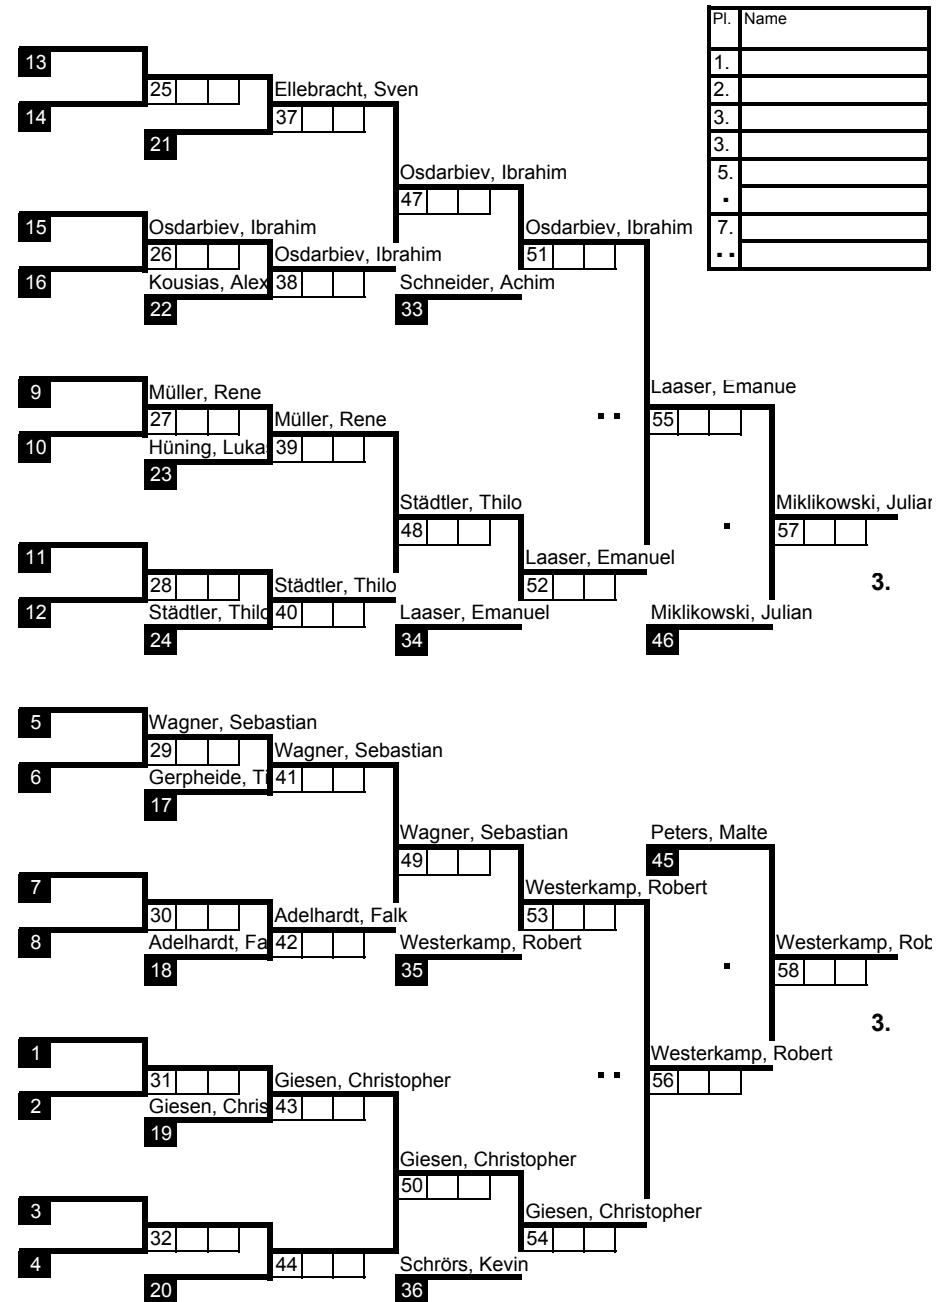 Pl. Name
13
1.
25 Ellebracht, Sven
2.
14 37
3.
21
3.
Osdarbiev, Ibrahim
5.
47
15 Osdarbiev, Ibrahim Osdarbiev, Ibrahim 7.
26 Osdarbiev, Ibrahim 51
16 Kousias, Alex 38 Schneider, Achim
22 33
9 Müller, Rene Laaser, Emanue
27 Müller, Rene 55
10 Hüning, Luka 39
23
Städtler, Thilo Miklikowski, Julian
48 57
11 Laaser, Emanuel
28 Städtler, Thilo 52 3.
12 Städtler, Thilo 40 Laaser, Emanuel Miklikowski, Julian
24 34 46
5 Wagner, Sebastian
29 Wagner, Sebastian
6 Gerpheide, Ti 41
17
Wagner, Sebastian Peters, Malte
49 45
7 Westerkamp, Robert
30 Adelhardt, Falk 53
8 Adelhardt, Fa 42 Westerkamp, Robert Westerkamp, Rob
18 35 58
3.
1 Westerkamp, Robert
31 Giesen, Christopher 56
2 Giesen, Chris 43
19
Giesen, Christopher
50
3 Giesen, Christopher
32 54
4 44 Schrörs, Kevin
20 36